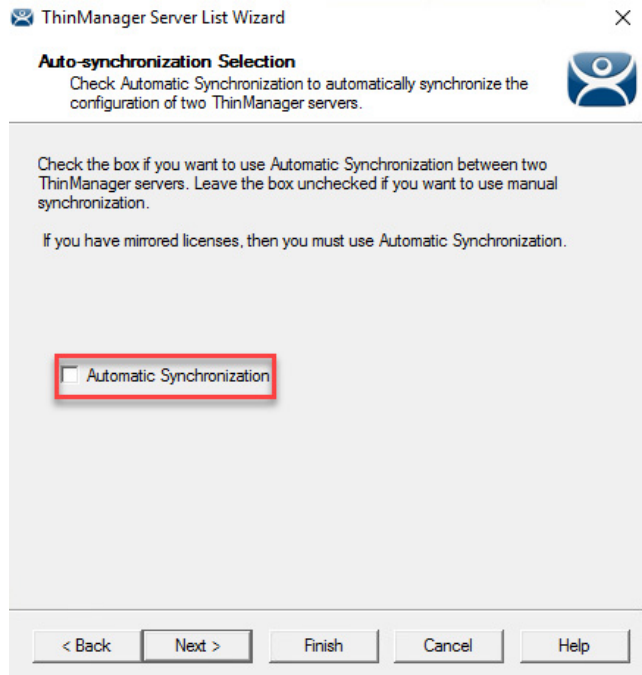 ThinManager Server List Wizard
Auto-synchronization Selection
Check Automatic Synchronization to automatically synchronize the
configuration of two ThinManager servers.
Check the box if you want to use Automatic Synchronization between two
ThinManager servers. Leave the box unchecked if you want to use manual
synchronization.
If you have mirrored licenses, then you must use Automatic Synchronization.
Automatic Synchronization
< Back Next > Finish Cancel Help